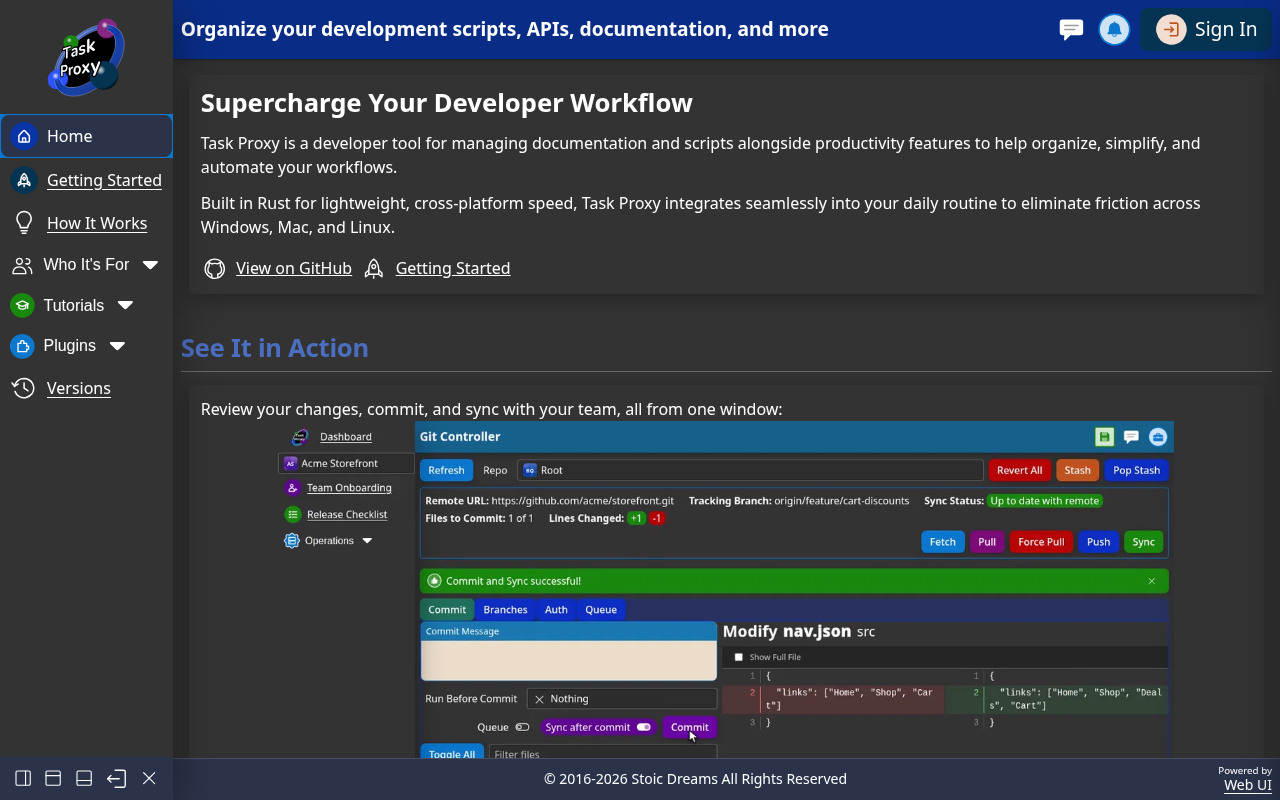 Task Proxy
Organize your development scripts, APIs, documentation, and more
Sign In
Home
Getting Started
How It Works
Who It's For
Tutorials
Plugins
Versions
Supercharge Your Developer Workflow
Task Proxy is a developer tool for managing documentation and scripts alongside productivity features to help organize, simplify, and
automate your workflows.
Built in Rust for lightweight, cross-platform speed, Task Proxy integrates seamlessly into your daily routine to eliminate friction across
Windows, Mac, and Linux.
View on GitHub Getting Started
See It in Action
Review your changes, commit, and sync with your team, all from one window:
Dashboard
Acme Storefront
Team Onboarding
Release Checklist
Operations
Git Controller
Refresh Repo RO Root Revert All Stash Pop Stash
Remote URL: https://github.com/acme/storefront.git Tracking Branch: origin/feature/cart-discounts Sync Status: Up to date with remote
Files to Commit: 1 of 1 Lines Changed: +1 -1
Fetch Pull Force Pull Push Sync
Commit and Sync successful!
Commit Branches Auth Queue
Commit Message
Run Before Commit Nothing
Queue Sync after commit Commit
Toggle All Filter files
Modify nav.json src
Show Full File
1 { 1 {
2 "links": ["Home", "Shop", "Car 2 "links": ["Home", "Shop", "Deal
t"] s", "Cart"]
3 } 3 }
© 2016-2026 Stoic Dreams All Rights Reserved
Powered by
Web UI